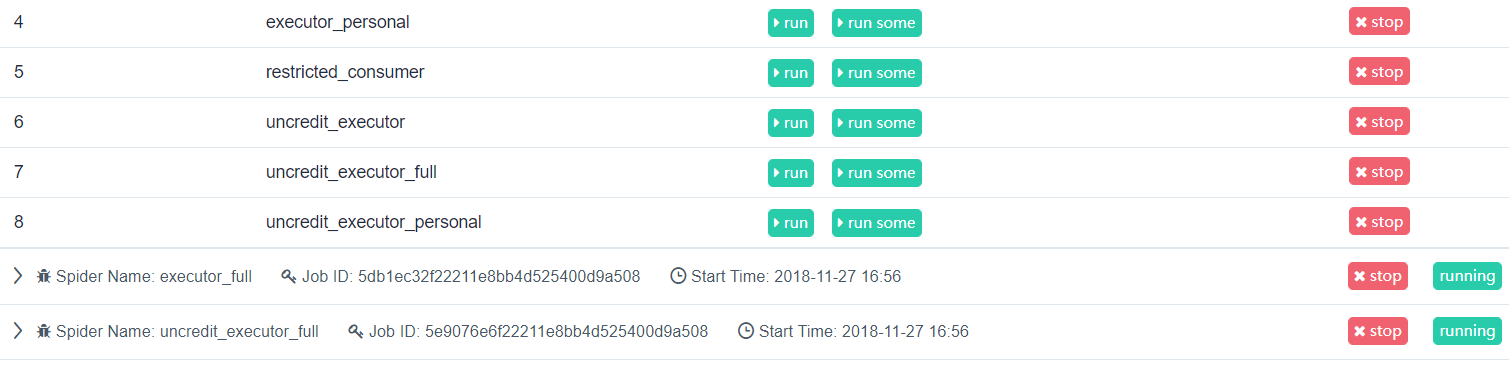 4 executor_personal run run some stop
5 restricted_consumer run run some stop
6 uncredit_executor run run some stop
7 uncredit_executor_full run run some stop
8 uncredit_executor_personal run run some stop
Spider Name: executor_full Job ID: 5db1ec32f22211e8bb4d525400d9a508 Start Time: 2018-11-27 16:56 stop running
Spider Name: uncredit_executor_full Job ID: 5e9076e6f22211e8bb4d525400d9a508 Start Time: 2018-11-27 16:56 stop running